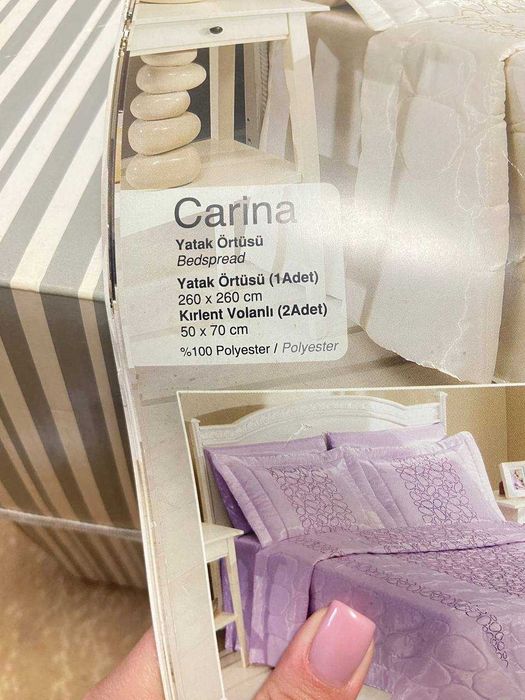 Carina
Yatak Örtüsü
Bedspread
Yatak Örtüsü (1Adet)
260 x 260 cm
Kırlent Volanlı (2Adet)
50 x 70 cm
%100 Polyester / Polyester